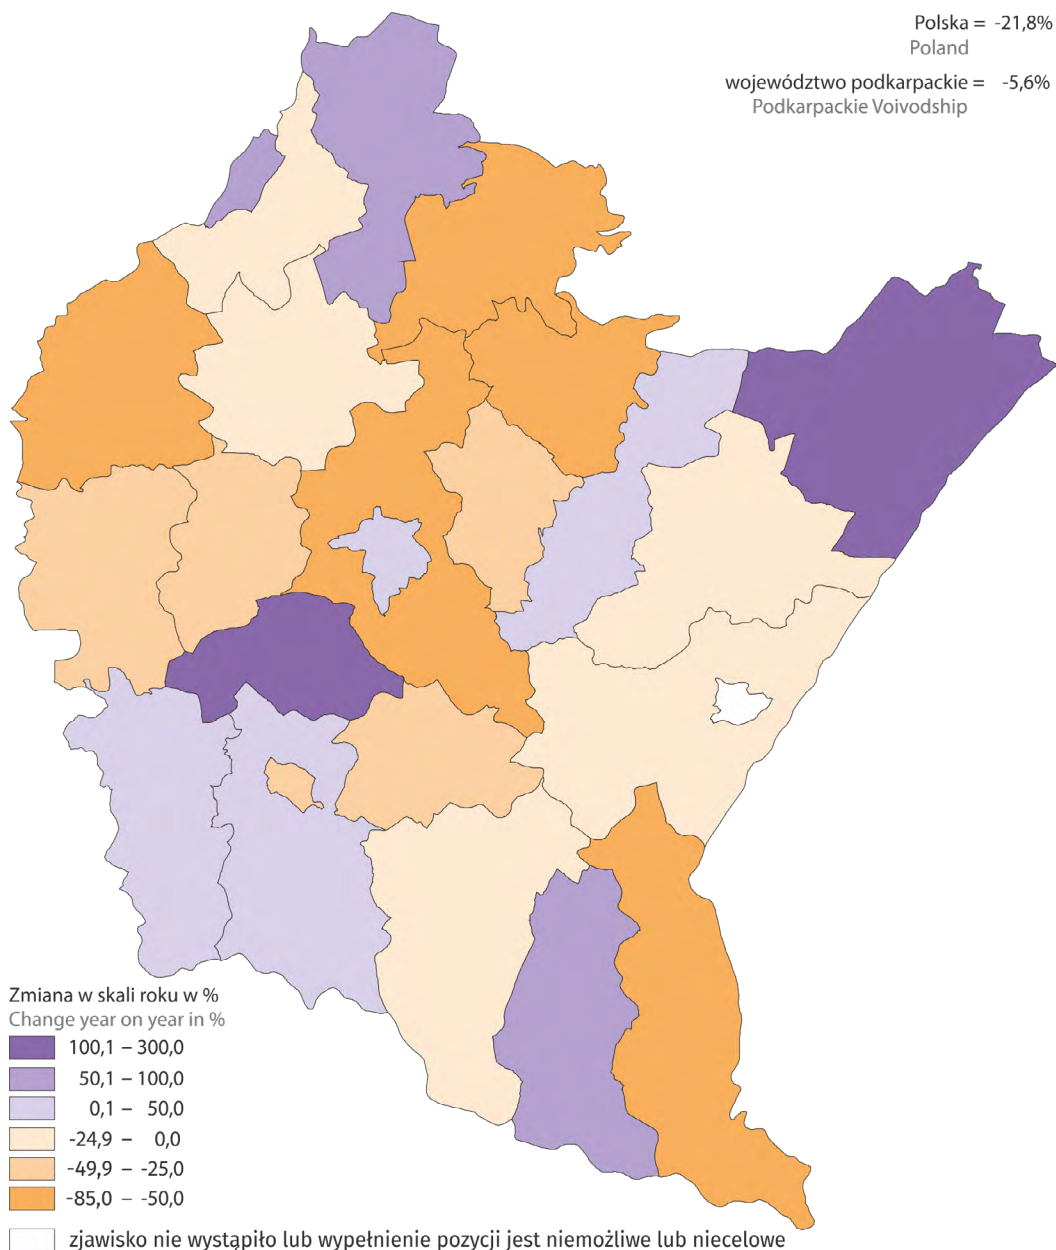 Polska = -21,8%
Poland
województwo podkarpackie = -5,6%
Podkarpackie Voivodship
Zmiana w skali roku w %
Change year on year in %
100,1 – 300,0
50,1 – 100,0
0,1 – 50,0
-24,9 – 0,0
-49,9 – -25,0
-85,0 – -50,0
zjawisko nie wystąpiło lub wypełnienie pozycji jest niemożliwe lub niecelowe